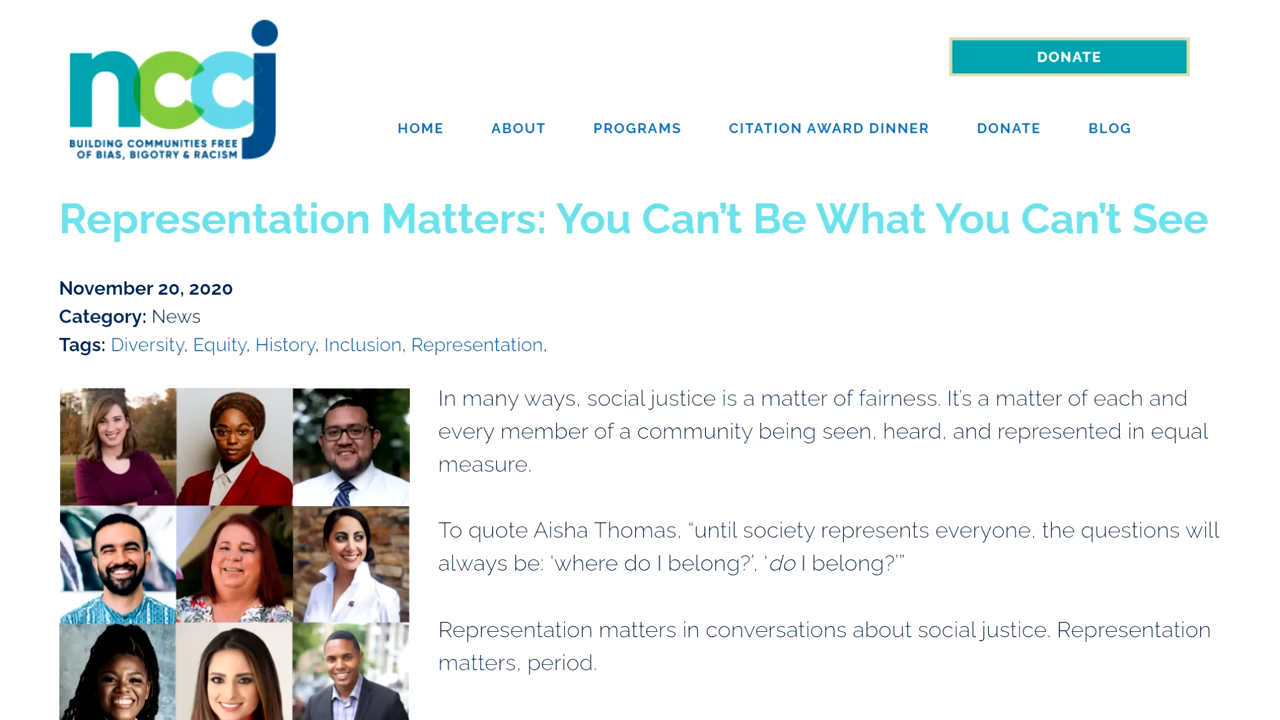 nccj
BUILDING COMMUNITIES FREE
OF BIAS, BIGOTRY & RACISM
DONATE
HOME ABOUT PROGRAMS CITATION AWARD DINNER DONATE BLOG
Representation Matters: You Can’t Be What You Can’t See
November 20, 2020
Category: News
Tags: Diversity, Equity, History, Inclusion, Representation,
In many ways, social justice is a matter of fairness. It’s a matter of each and
every member of a community being seen, heard, and represented in equal
measure.
To quote Aisha Thomas, “until society represents everyone, the questions will
always be: ‘where do I belong?’, ‘do I belong?’”
Representation matters in conversations about social justice. Representation
matters, period.